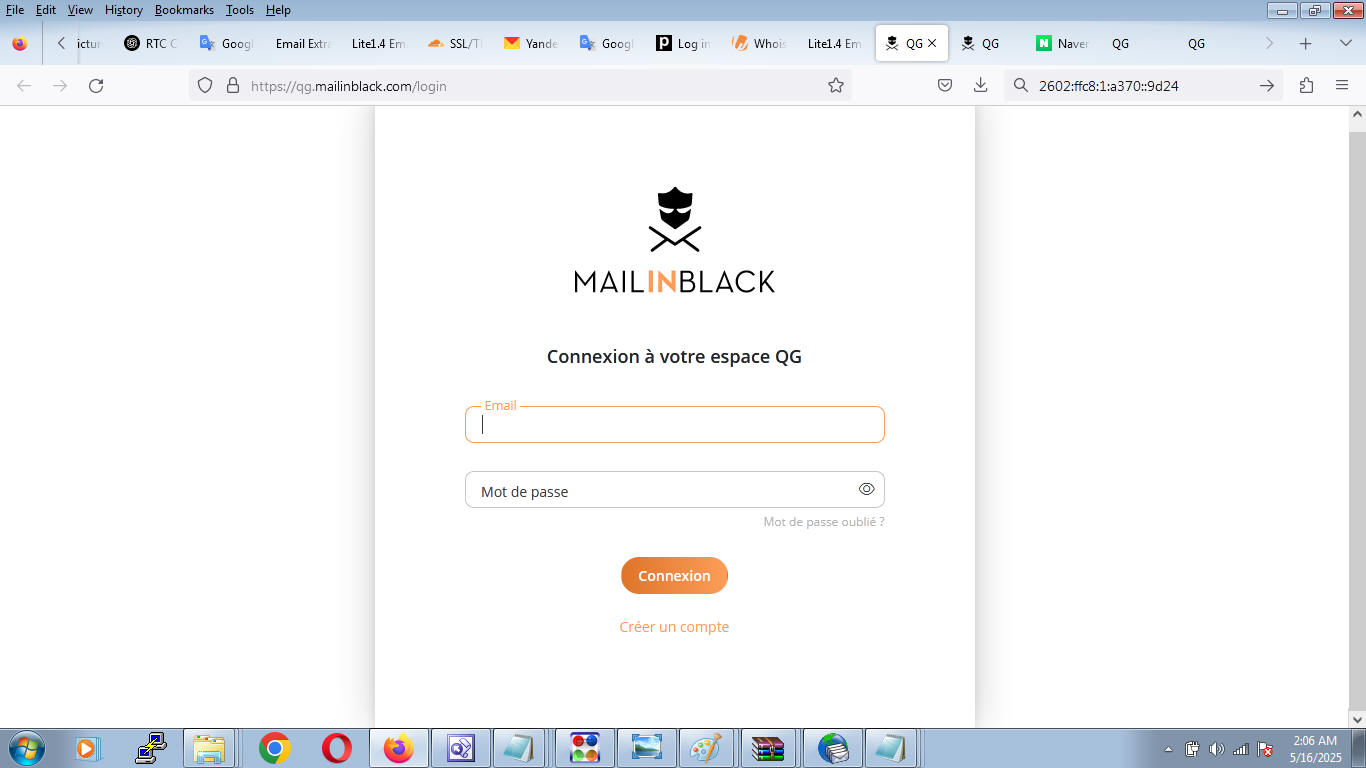 File Edit View History Bookmarks Tools Help
ictur RTC C Googl Email Extra Lite1.4 Em SSL/Tl Yande Googl Log in Whois Lite1.4 Em QG QG Naver QG QG
https://qg.mailinblack.com/login 2602:ffc8:1:a370::9d24
MAILINBLACK
Connexion à votre espace QG
Email
Mot de passe
Mot de passe oublié ?
Connexion
Créer un compte
2:06 AM
5/16/2025